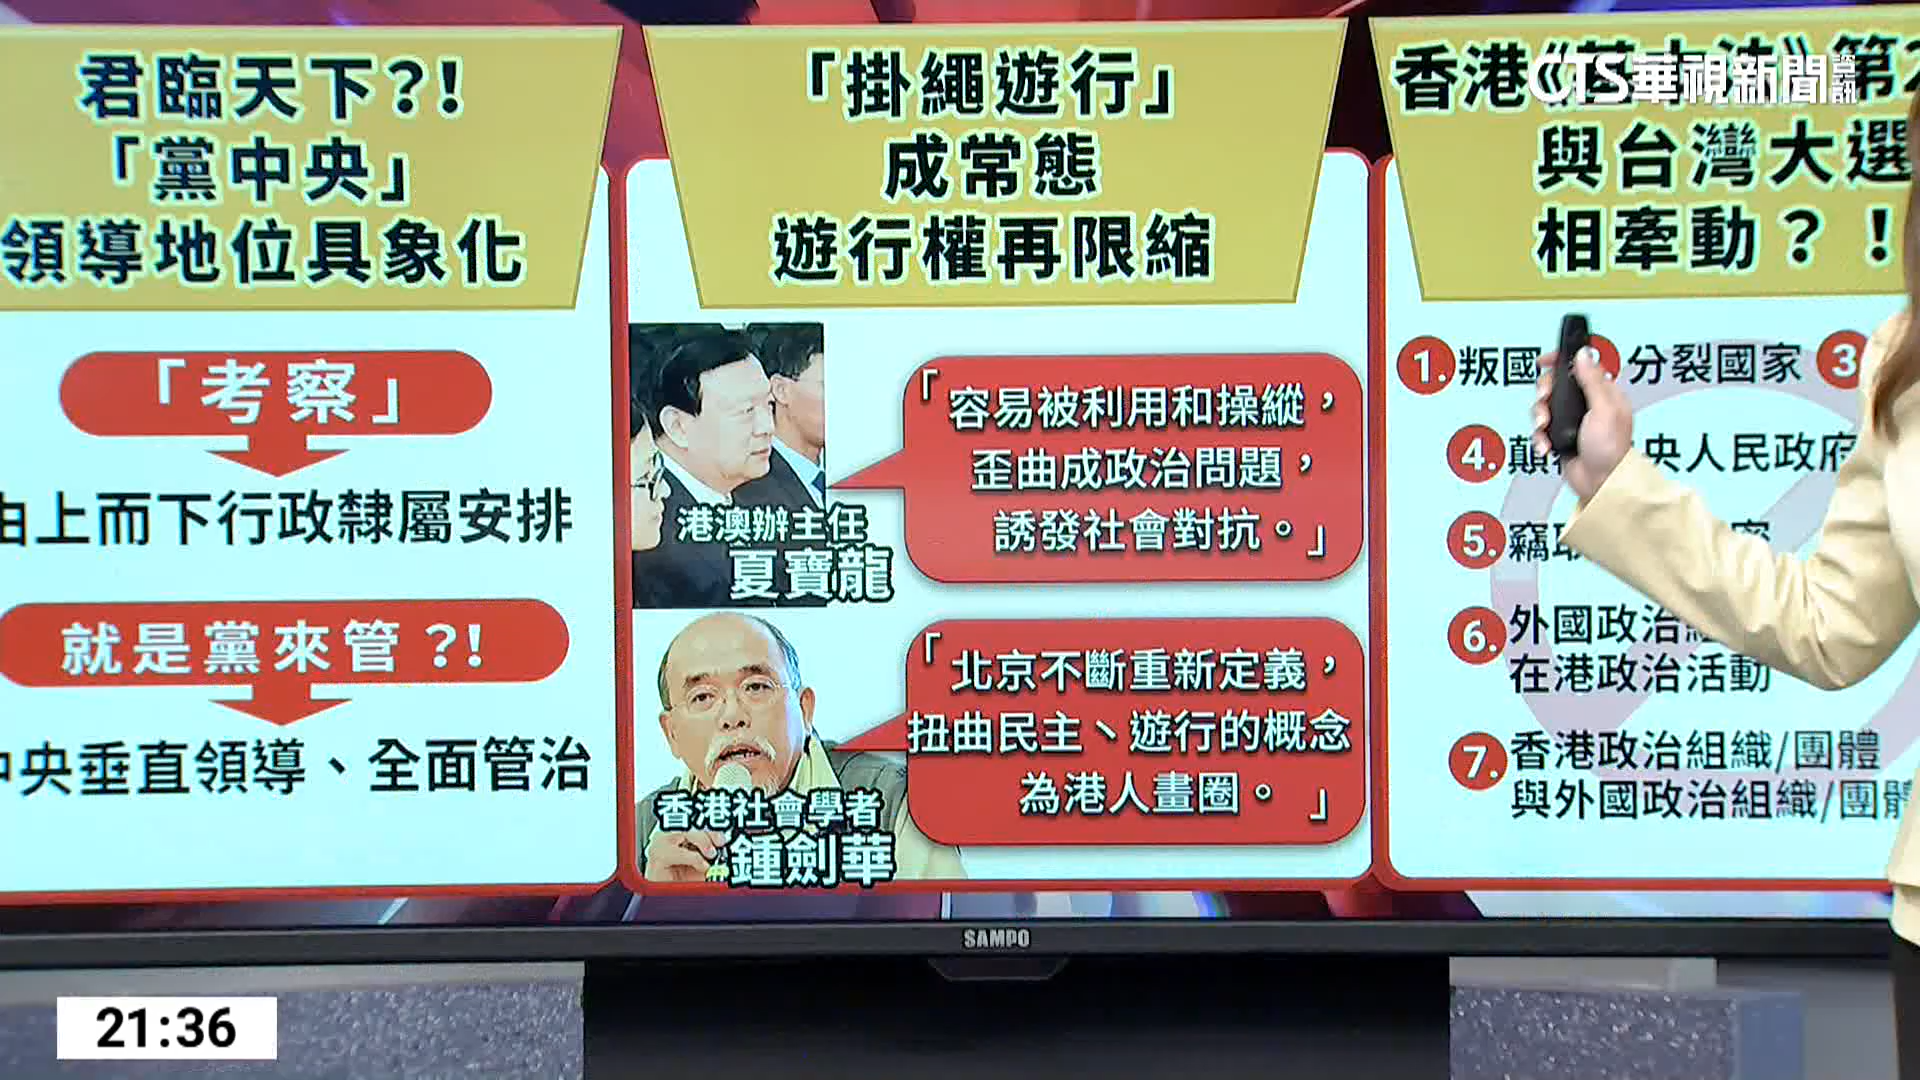 君臨天下?!
「黨中央」
領導地位具象化
「考察」
由上而下行政隸屬安排
就是黨來管?!
中央垂直領導、全面管治
「掛繩遊行」
成常態
遊行權再限縮
港澳辦主任
夏寶龍
「容易被利用和操縱,
歪曲成政治問題,
誘發社會對抗。」
香港社會學者
鍾劍華
「北京不斷重新定義,
扭曲民主、遊行的概念
為港人畫圈。」
香港《基本法》第2
與台灣大選
相牽動?!
CTS華視新聞資訊
1.叛國
分裂國家
3
4.顛
央人民政府
5.竊取
6.外國政治
在港政治活動
7.香港政治組織/團體
與外國政治組織/團體
SAMPO
21:36